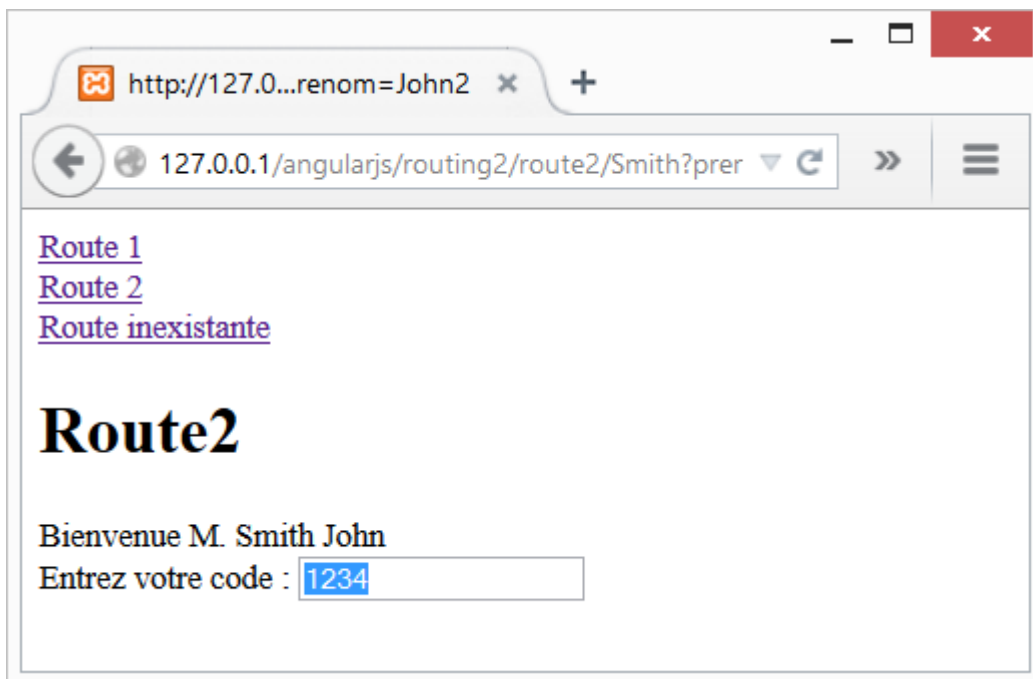 http://127.0...renom=John2
127.0.0.1/angularjs/routing2/route2/Smith?prer
Route 1
Route 2
Route inexistante
Route2
Bienvenue M. Smith John
Entrez votre code : 1234